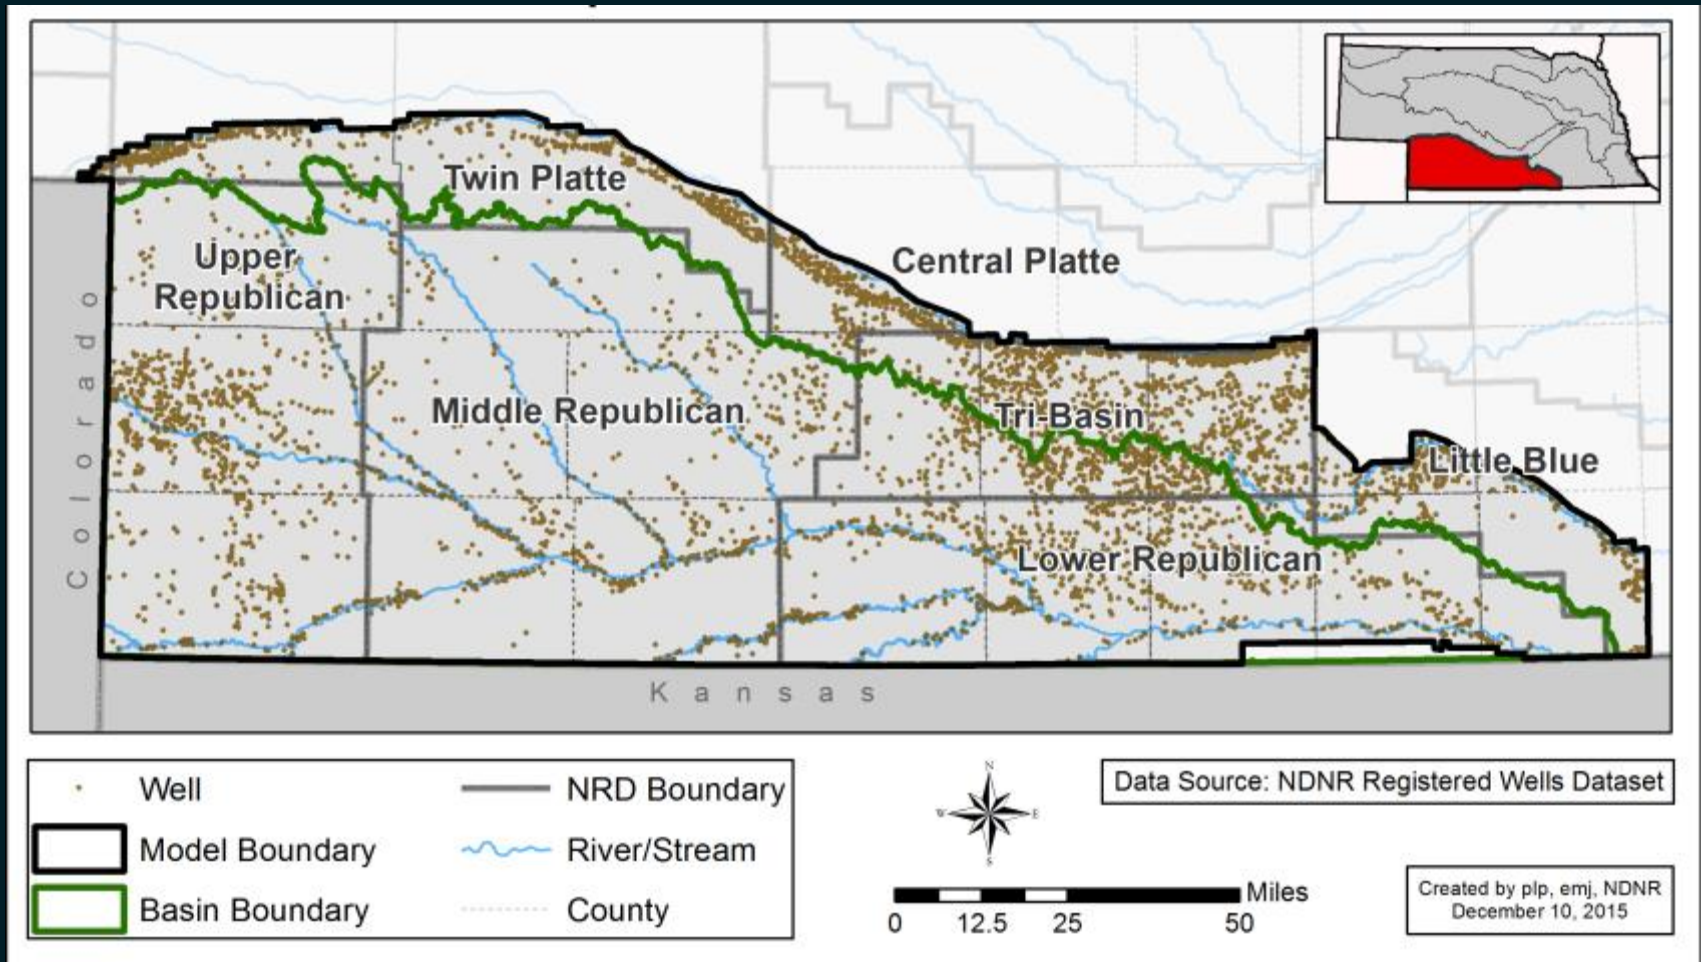 Twin Platte
Upper
Republican
Central Platte
Colorado
Middle Republican
Tri-Basin
Little Blue
Lower Republican
Kansas
Well
Model Boundary
Basin Boundary
NRD Boundary
River/Stream
County
N
W
E
S
Miles
0 12.5 25 50
Data Source: NDNR Registered Wells Dataset
Created by plp, emj, NDNR
December 10, 2015